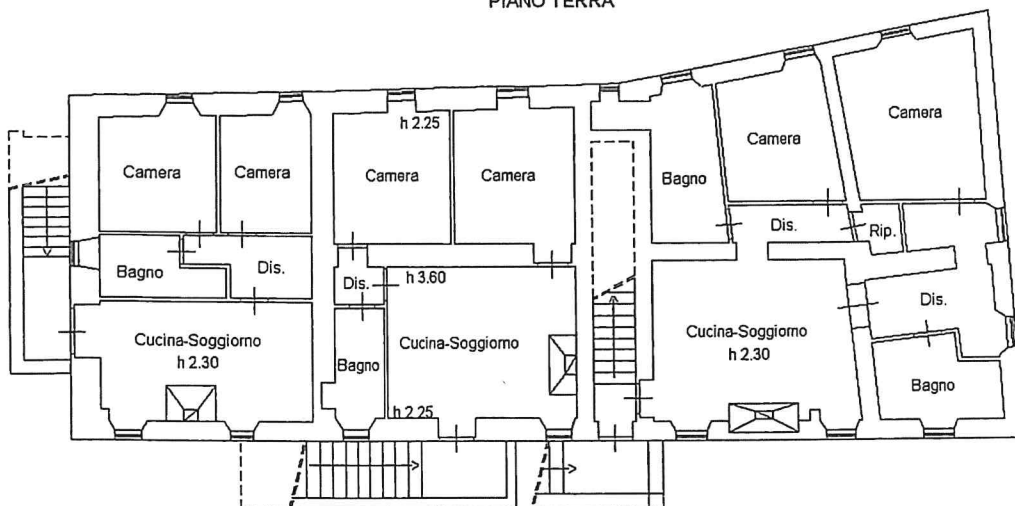 PIANO TERRA
Camera
Camera
h 2.25
Camera
Camera
Bagno
Camera
Camera
Bagno
Dis.
Dis.
Rip.
Dis.
h 3.60
Dis.
Cucina-Soggiorno
h 2.30
Bagno
Cucina-Soggiorno
h 2.25
Cucina-Soggiorno
h 2.30
Bagno